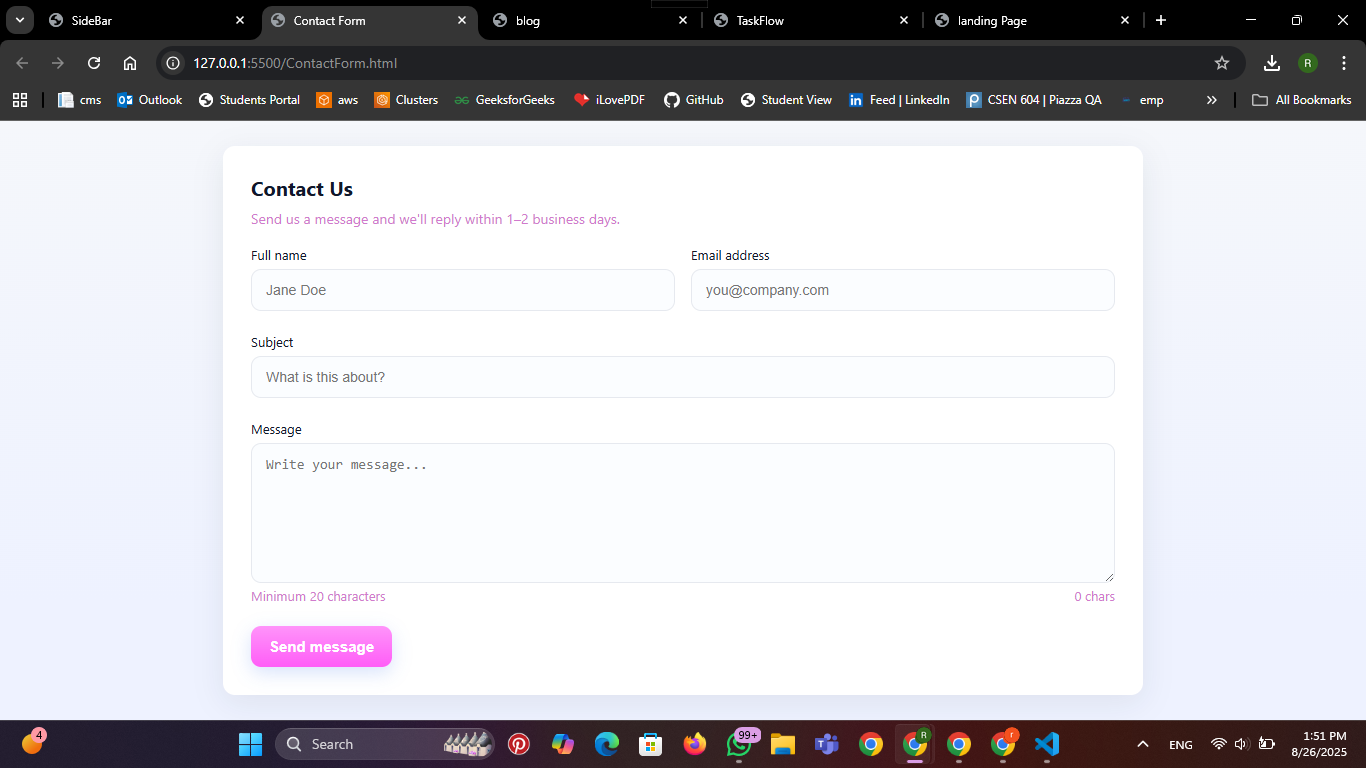 SideBar
Contact Form
blog
TaskFlow
landing Page
127.0.0.1:5500/ContactForm.html
R
cms
Outlook
Students Portal
aws
Clusters
GeeksforGeeks
iLovePDF
GitHub
Student View
Feed | LinkedIn
CSEN 604 | Piazza QA
emp
All Bookmarks
Contact Us
Send us a message and we'll reply within 1–2 business days.
Full name
Email address
Jane Doe
you@company.com
Subject
What is this about?
Message
Write your message...
Minimum 20 characters
0 chars
Send message
4
Search
99+
R
r
ENG
1:51 PM
8/26/2025